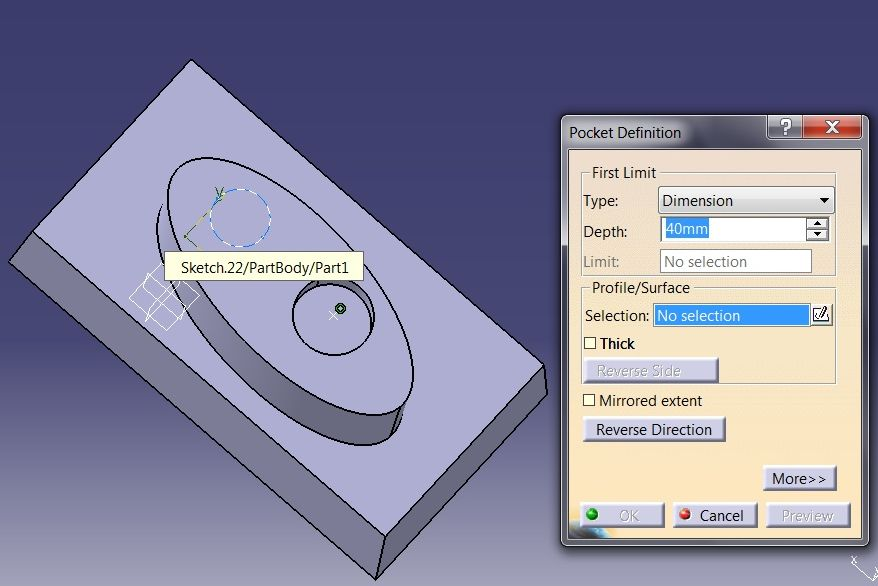 Pocket Definition
?
X
First Limit
Type:
Dimension
Depth:
40mm
Limit:
No selection
Profile/Surface
Selection:
No selection
Thick
Reverse Side
Mirrored extent
Reverse Direction
More>>
OK
Cancel
Preview
y
Sketch.22/PartBody/Part1
x